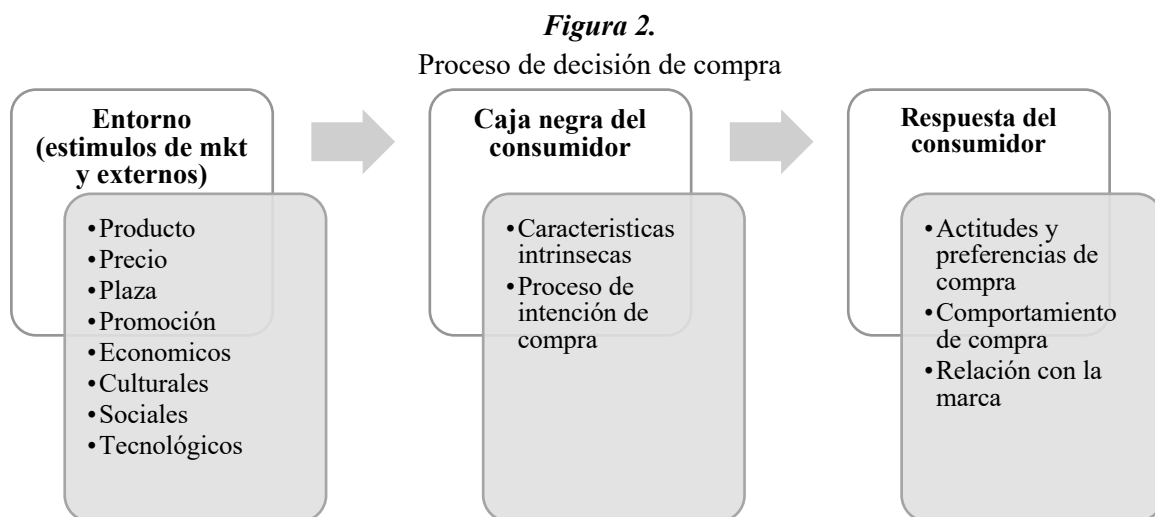 Figura 2.
Proceso de decisión de compra
Entorno
(estimulos de mkt
y externos)
•Producto
•Precio
•Plaza
•Promoción
•Economicos
•Culturales
•Sociales
•Tecnológicos
Caja negra del
consumidor
•Caracteristicas
intrinsecas
•Proceso de
intención de
compra
Respuesta del
consumidor
•Actitudes y
preferencias de
compra
•Comportamiento
de compra
•Relación con la
marca